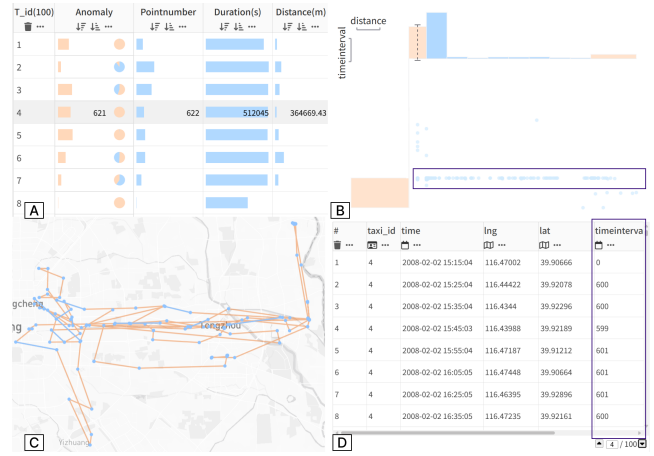 T_id(100) Anomaly Pointnumber Duration(s) Distance(m)
1
2
3
4 621 622 512045 364669.43
5
6
7
8
A
distance
timeinterval
B
gcheng
ng
Tongzhou
Yizhuang
C
# taxi_id time lng lat timeinterva
1 4 2008-02-02 15:15:04 116.47002 39.90666 0
2 4 2008-02-02 15:25:04 116.44422 39.92078 600
3 4 2008-02-02 15:35:04 116.4344 39.92296 600
4 4 2008-02-02 15:45:03 116.43988 39.92189 599
5 4 2008-02-02 15:55:04 116.47187 39.91212 601
6 4 2008-02-02 16:05:05 116.47448 39.90664 601
7 4 2008-02-02 16:25:05 116.46395 39.92896 601
8 4 2008-02-02 16:35:05 116.47235 39.92161 600
D
4 / 100